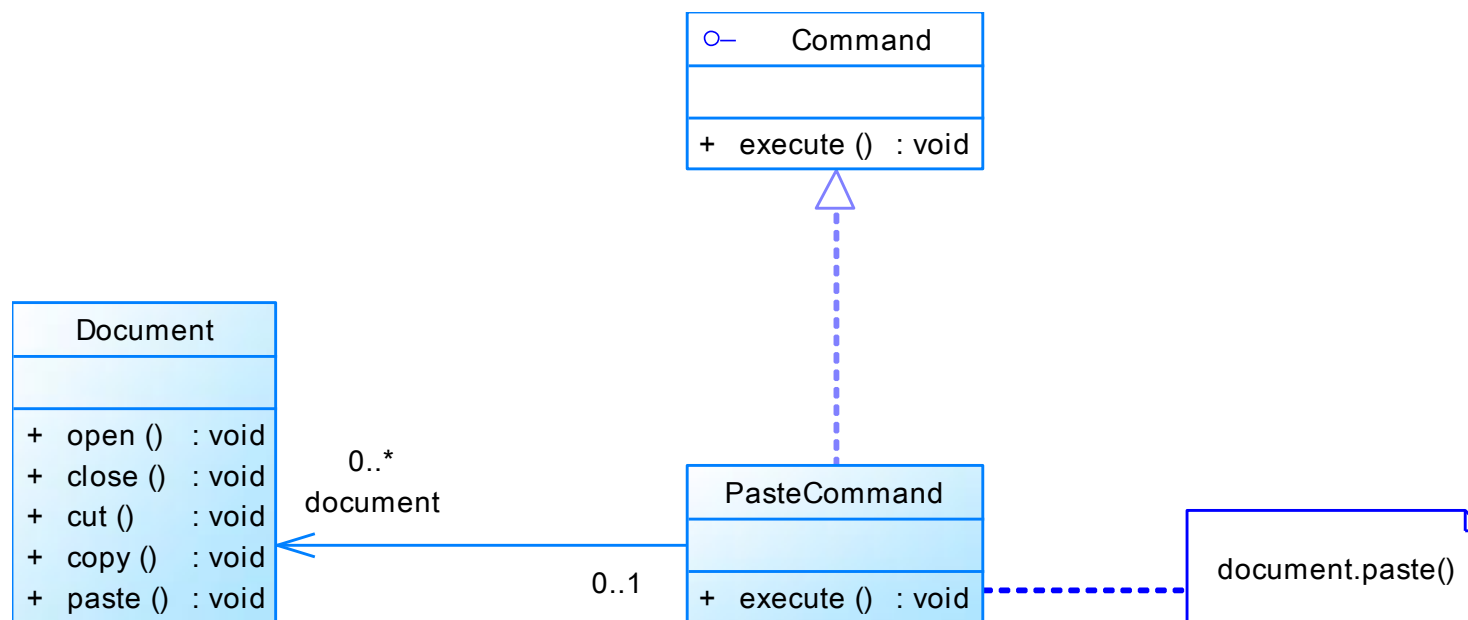 Command
+ execute () : void
Document
+ open () : void
+ close () : void
+ cut () : void
+ copy () : void
+ paste () : void
0..*
document
0..1
PasteCommand
+ execute () : void
document.paste()